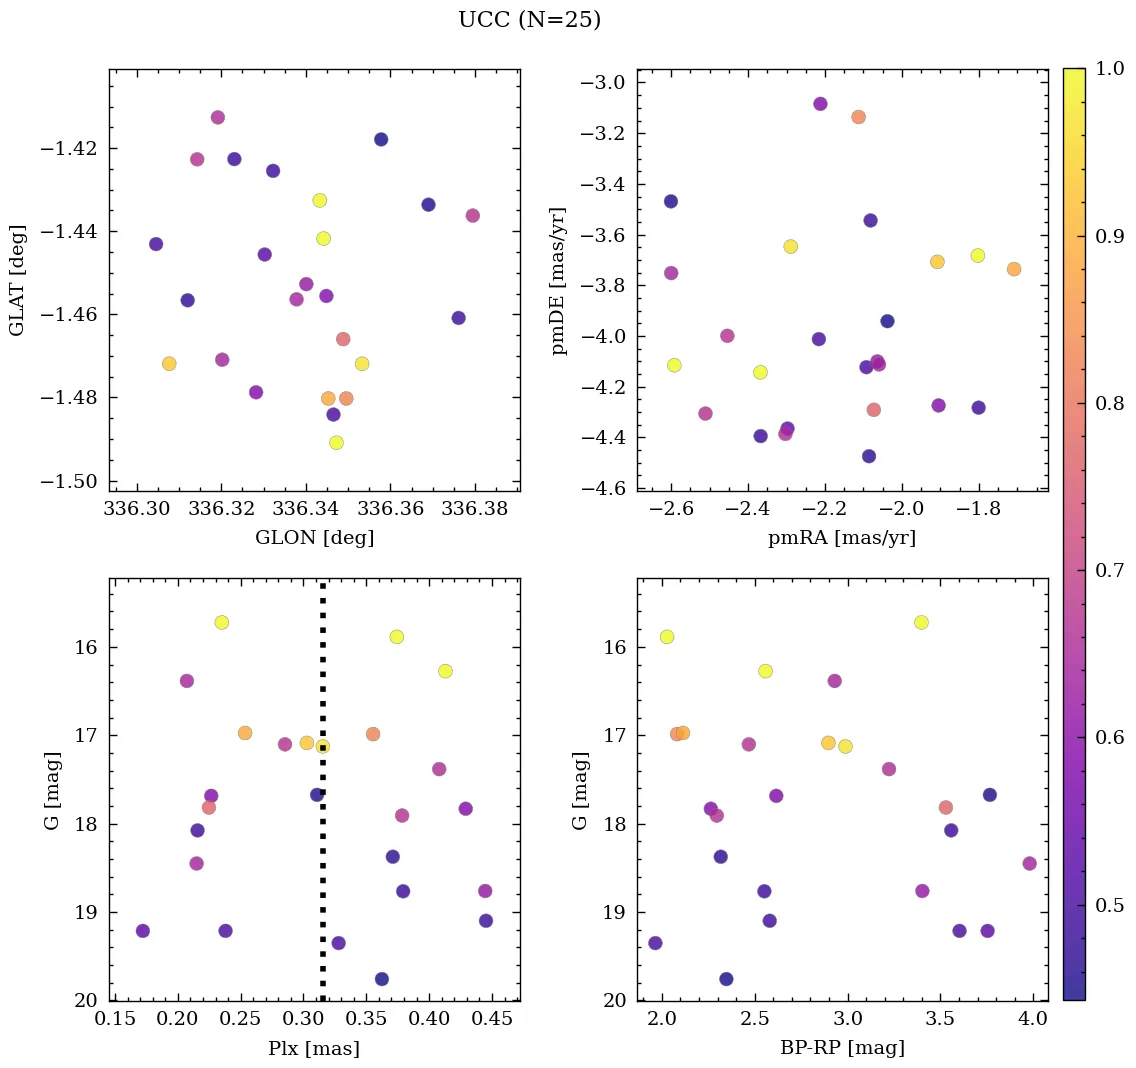 UCC (N=25)
−1.42
−1.44
−1.46
−1.48
−1.50
GLAT [deg]
336.30 336.32 336.34 336.36 336.38
GLON [deg]
−3.0
−3.2
−3.4
−3.6
−3.8
−4.0
−4.2
−4.4
−4.6
pmDE [mas/yr]
−2.6 −2.4 −2.2 −2.0 −1.8
pmRA [mas/yr]
16
17
18
19
20
G [mag]
0.15 0.20 0.25 0.30 0.35 0.40 0.45
Plx [mas]
16
17
18
19
20
G [mag]
2.0 2.5 3.0 3.5 4.0
BP-RP [mag]
1.0
0.9
0.8
0.7
0.6
0.5